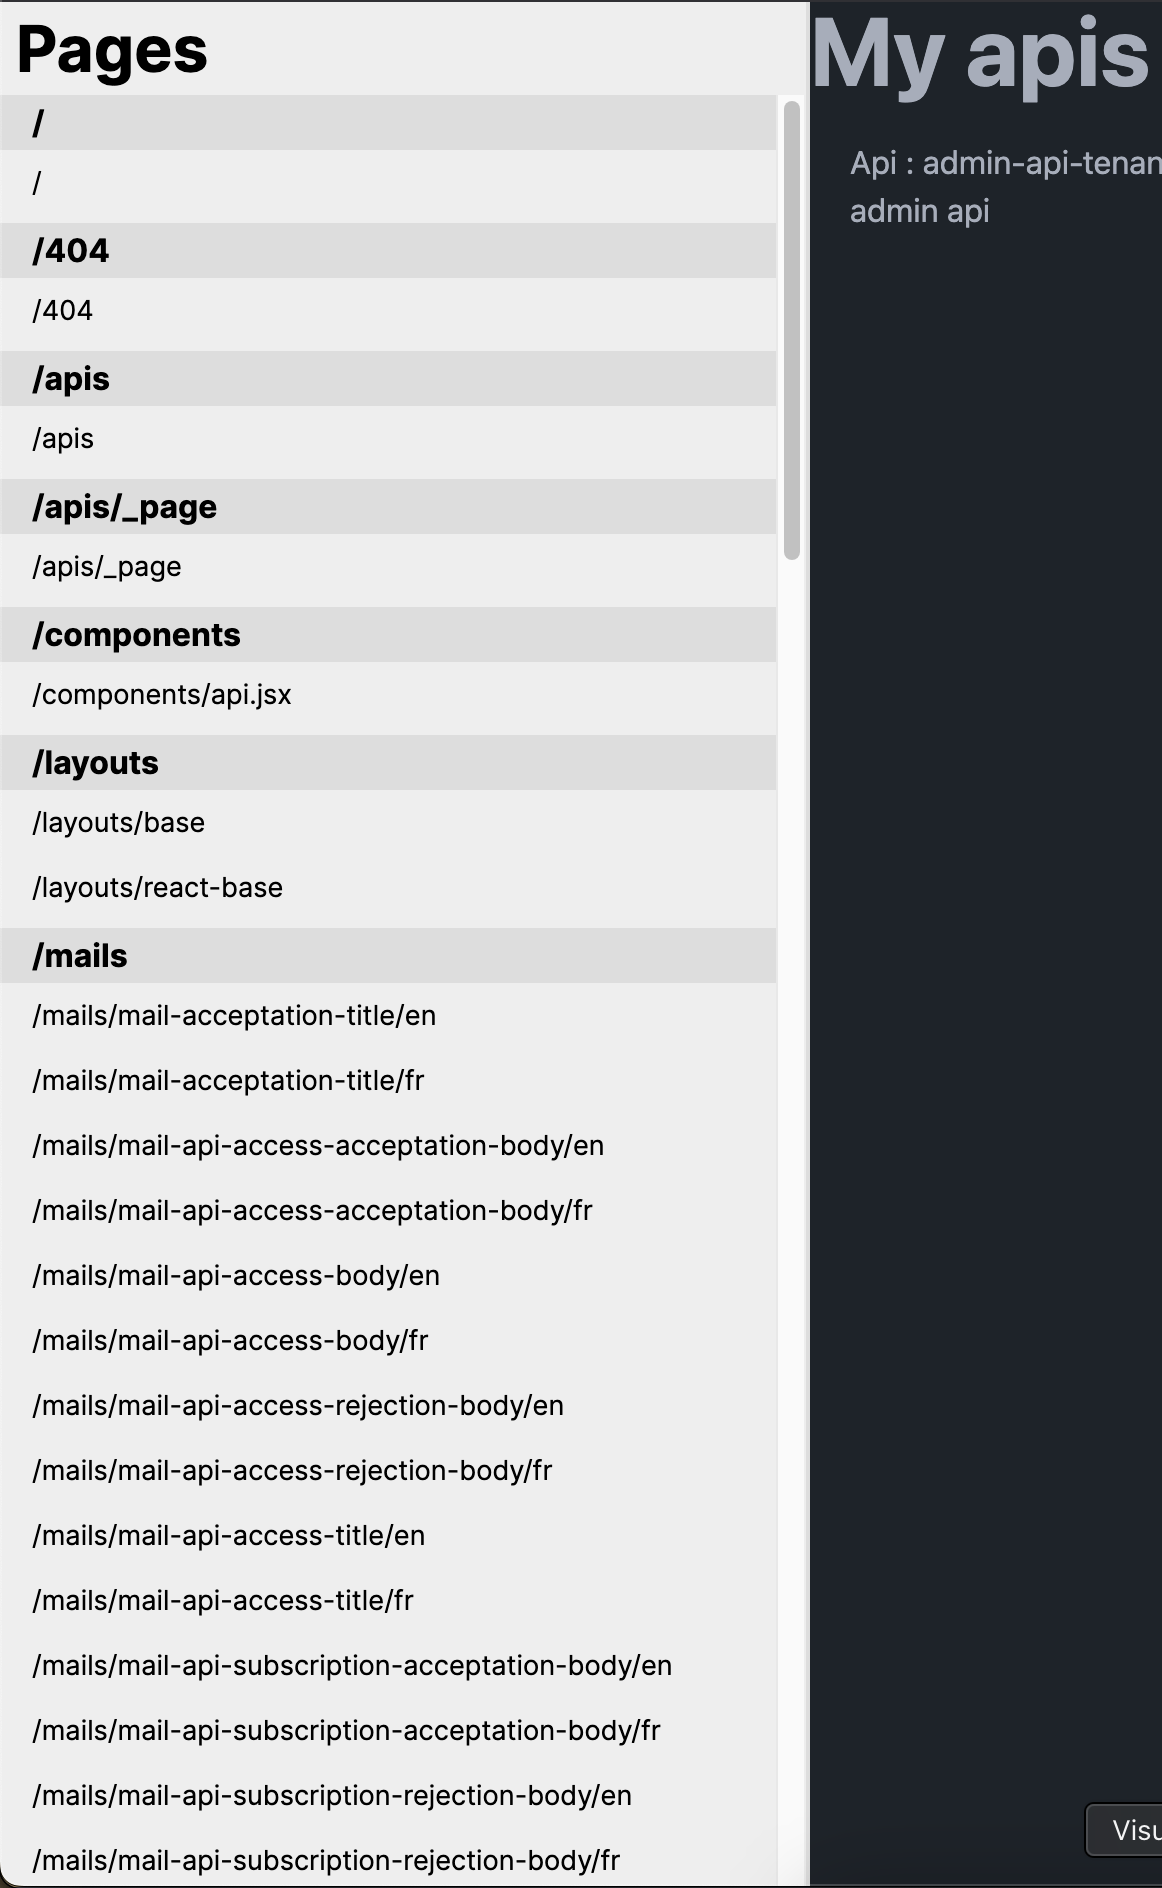 Pages
/
/
/404
/404
/apis
/apis
/apis/_page
/apis/_page
/components
/components/api.jsx
/layouts
/layouts/base
/layouts/react-base
/mails
/mails/mail-acceptation-title/en
/mails/mail-acceptation-title/fr
/mails/mail-api-access-acceptation-body/en
/mails/mail-api-access-acceptation-body/fr
/mails/mail-api-access-body/en
/mails/mail-api-access-body/fr
/mails/mail-api-access-rejection-body/en
/mails/mail-api-access-rejection-body/fr
/mails/mail-api-access-title/en
/mails/mail-api-access-title/fr
/mails/mail-api-subscription-acceptation-body/en
/mails/mail-api-subscription-acceptation-body/fr
/mails/mail-api-subscription-rejection-body/en
/mails/mail-api-subscription-rejection-body/fr
My apis
Api : admin-api-tenan
admin api
Visu